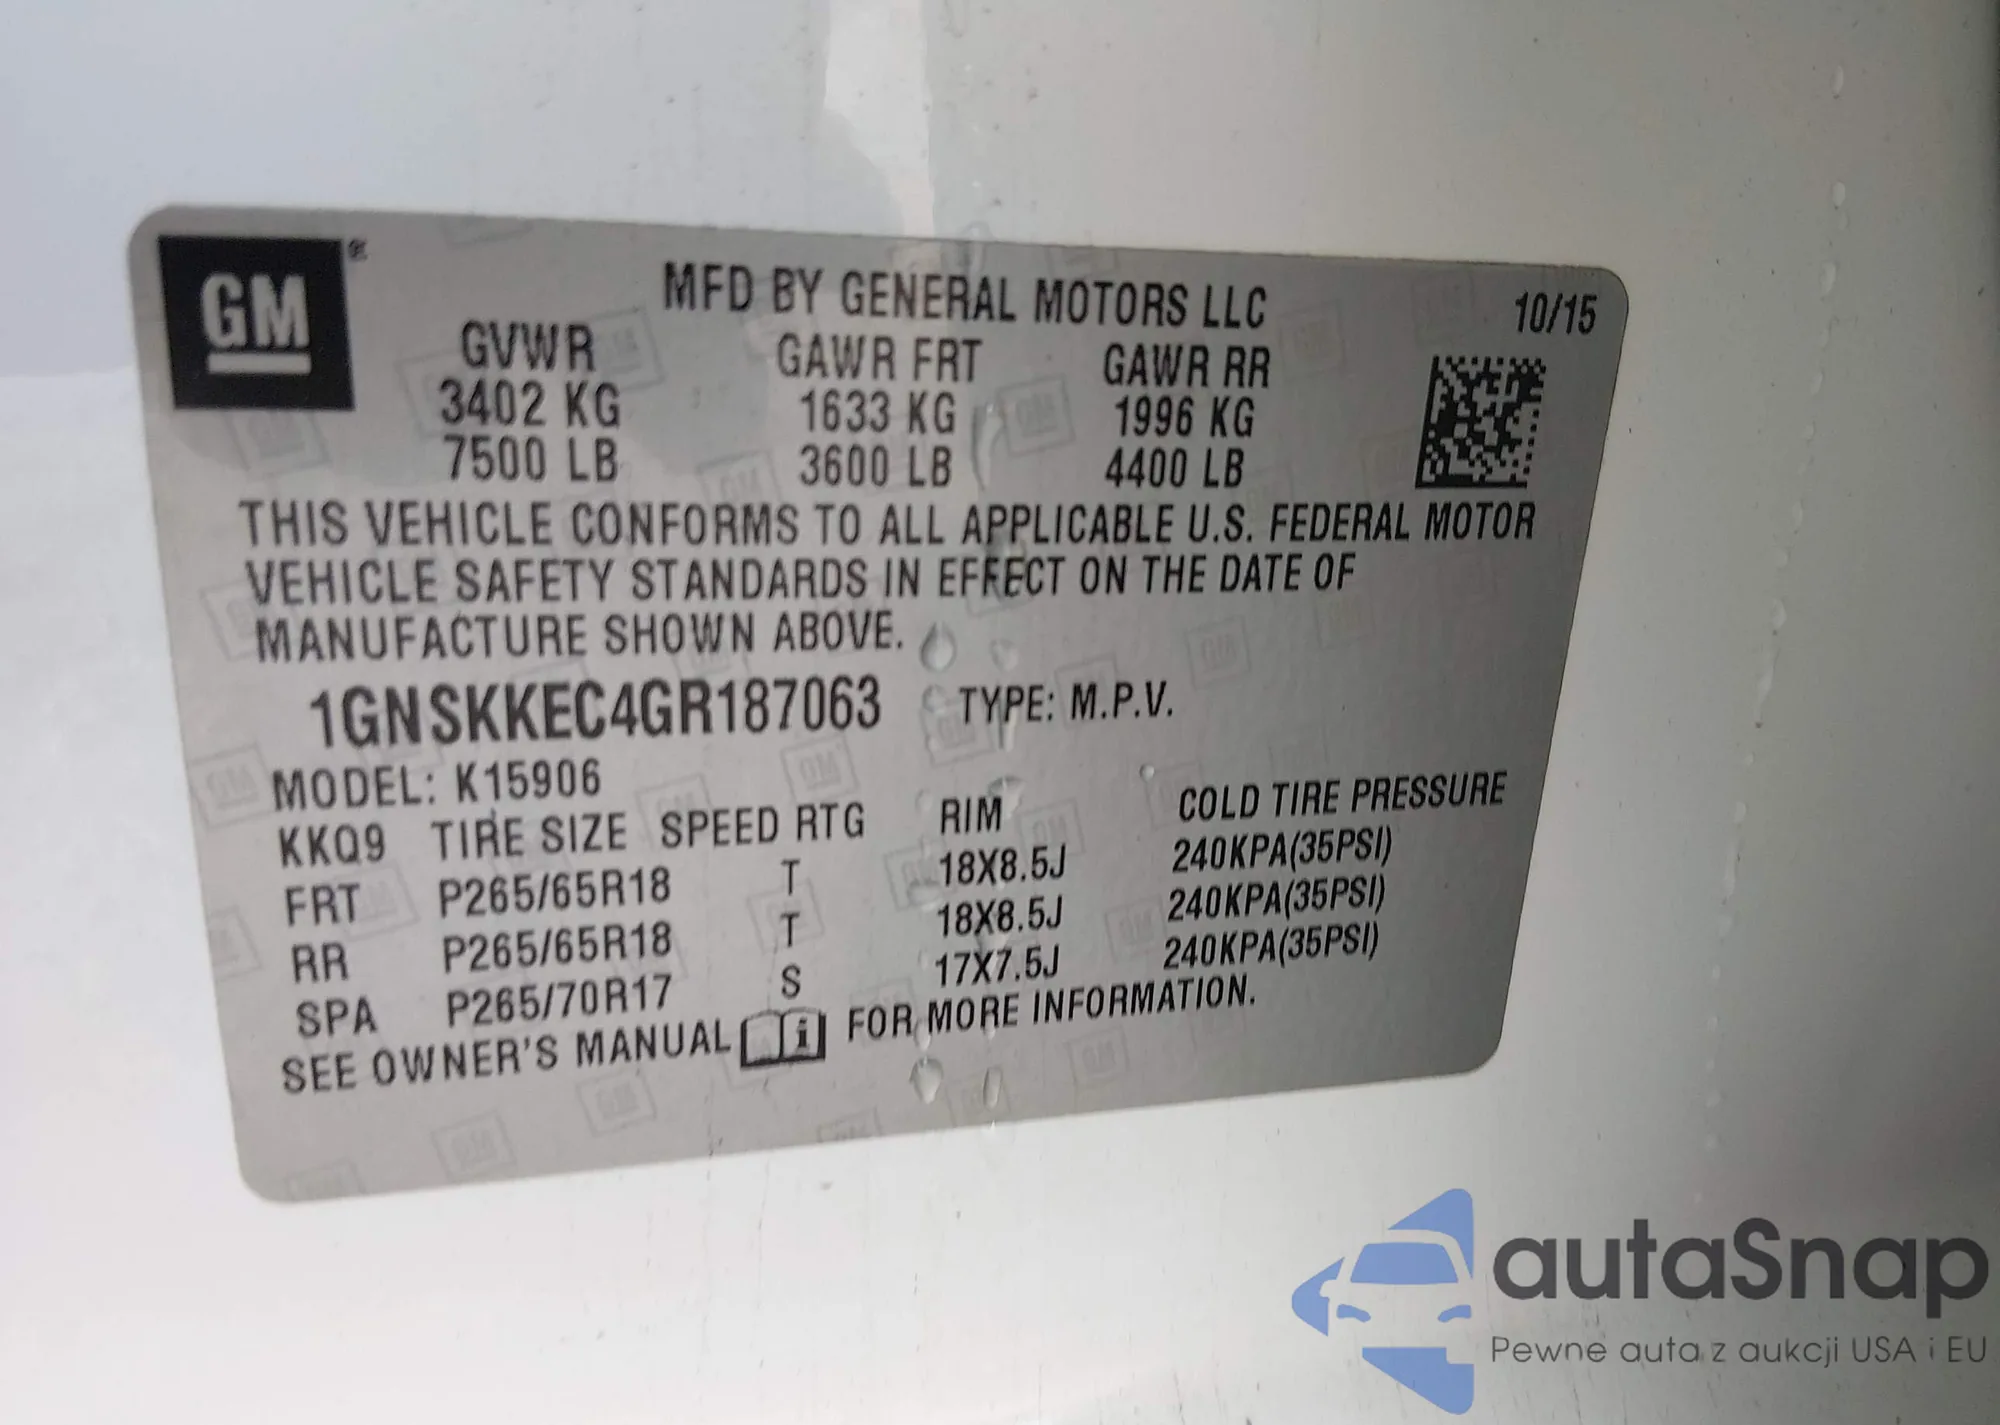 GM®
MFD BY GENERAL MOTORS LLC 10/15
GVWR GAWR FRT GAWR RR
3402 KG 1633 KG 1996 KG
7500 LB 3600 LB 4400 LB
THIS VEHICLE CONFORMS TO ALL APPLICABLE U.S. FEDERAL MOTOR
VEHICLE SAFETY STANDARDS IN EFFECT ON THE DATE OF
MANUFACTURE SHOWN ABOVE.
1GNSKKEC4GR187063 TYPE: M.P.V.
MODEL: K15906
KKQ9 TIRE SIZE SPEED RTG RIM COLD TIRE PRESSURE
FRT P265/65R18 T 18X8.5J 240KPA(35PSI)
RR P265/65R18 T 18X8.5J 240KPA(35PSI)
SPA P265/70R17 S 17X7.5J 240KPA(35PSI)
SEE OWNER'S MANUAL i FOR MORE INFORMATION.
autaSnap
Pewne auta z aukcji USA i EU